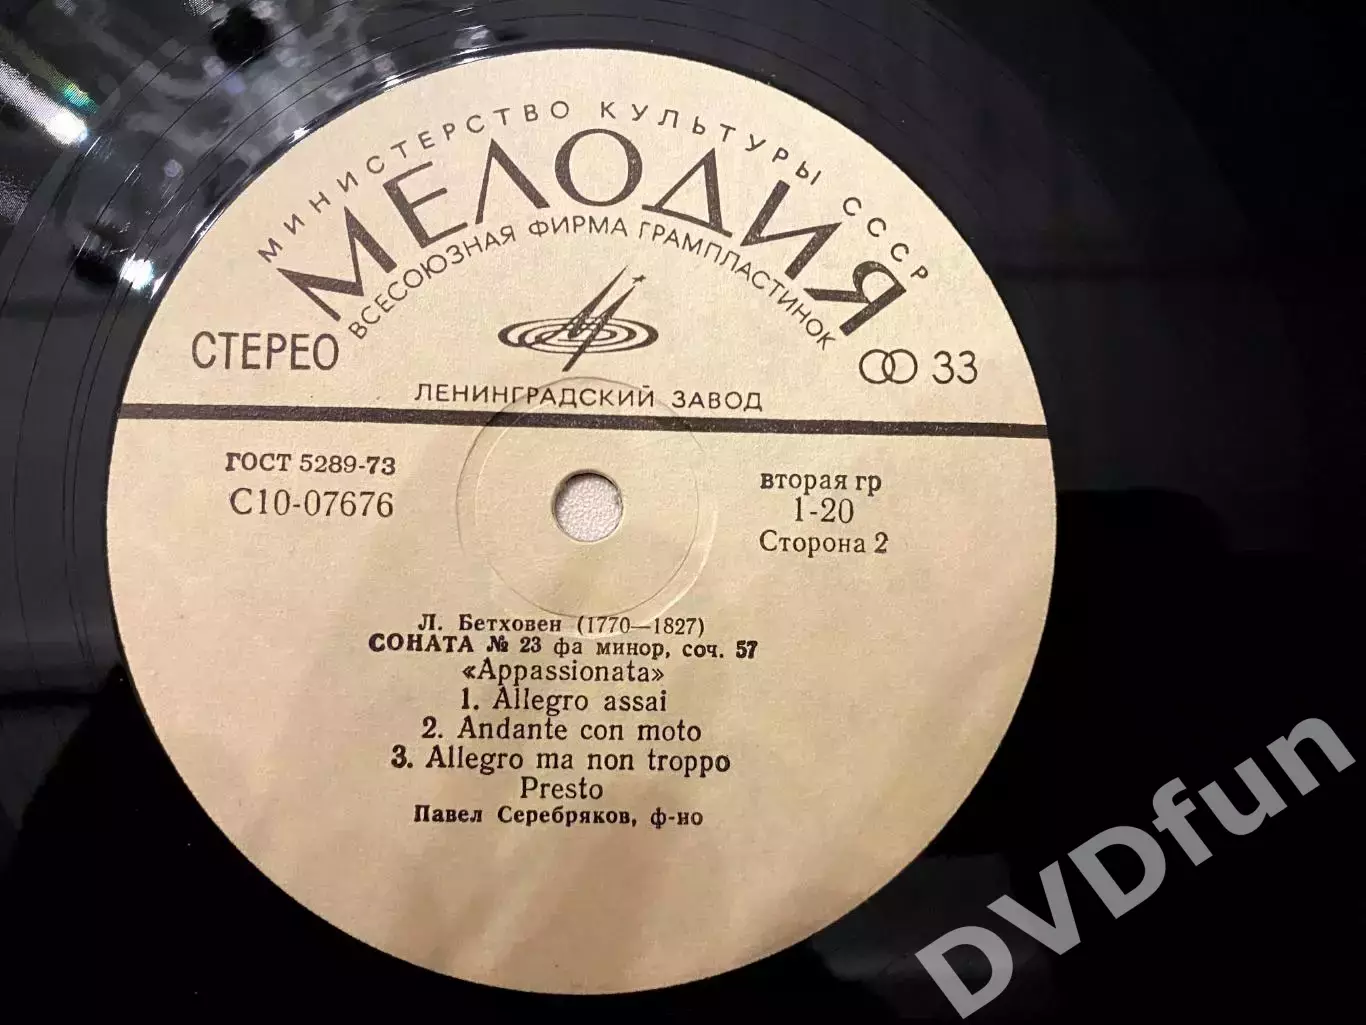 МИНИСТЕРСТВО КУЛЬТУРЫ СССР
МЕЛОДИЯ
ВСЕСОЮЗНАЯ ФИРМА ГРАМПЛАСТИНОК
СТЕРЕО
33
ЛЕНИНГРАДСКИЙ ЗАВОД
ГОСТ 5289-73
С10-07676
вторая гр
1-20
Сторона 2
Л. Бетховен (1770—1827)
СОНАТА № 23 фа минор, соч. 57
«Appassionata»
1. Allegro assai
2. Andante con moto
3. Allegro ma non troppo
Presto
Павел Серебряков, ф-но
DVDfun